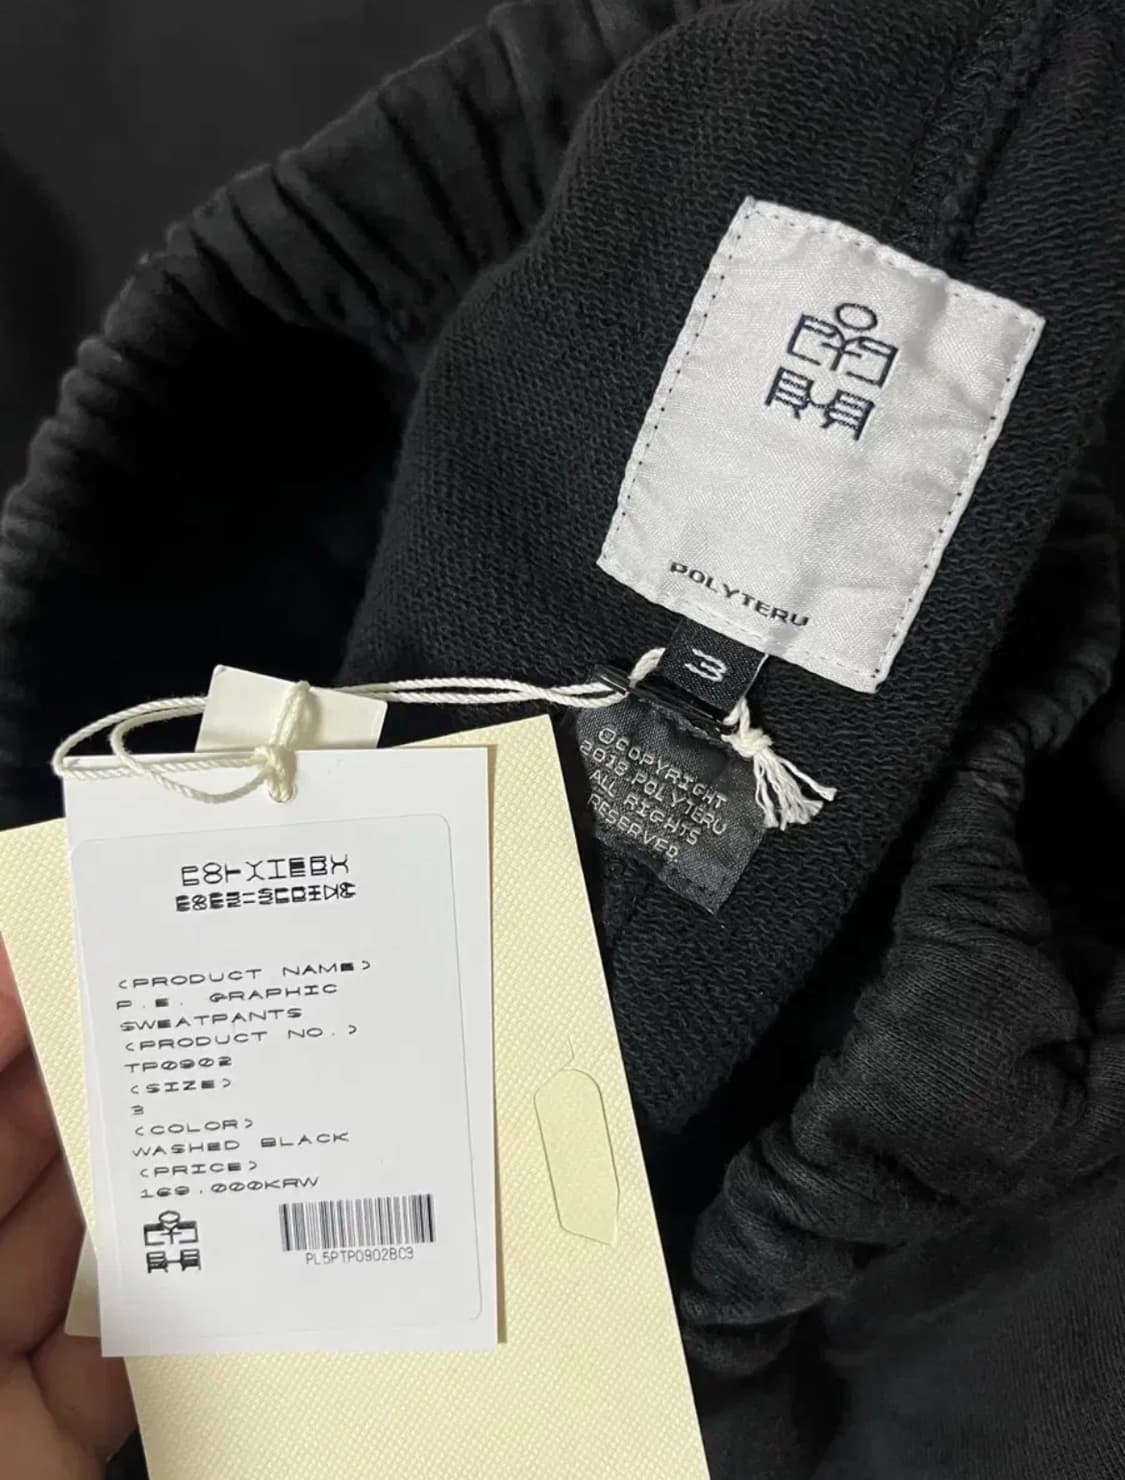 POLYTERU
3
©COPYRIGHT
2018.POLYTERU
ALL RIGHTS
RESERVED.
<PRODUCT NAME>
P.E. GRAPHIC
SWEATPANTS
<PRODUCT NO.>
TP0902
<SIZE>
3
<COLOR>
WASHED BLACK
<PRICE>
169,000KRW
PL5PTP0902BC3